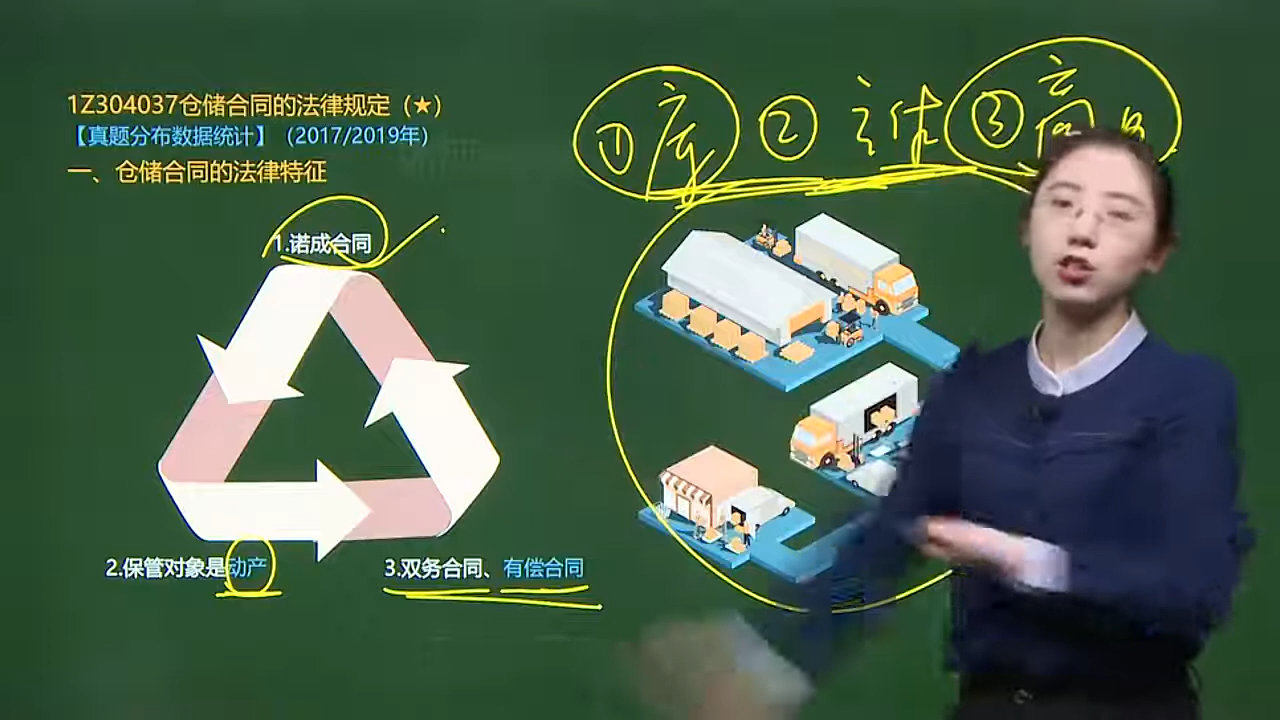 1Z304037仓储合同的法律规定（★）
【真题分布数据统计】（2017/2019年）
一、仓储合同的法律特征
① 库 ② ③
1.诺成合同
2.保管对象是动产
3.双务合同、有偿合同